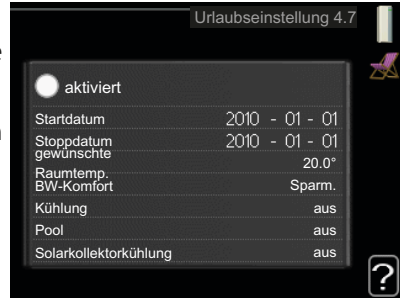 Urlaubseinstellung 4.7
aktiviert
Startdatum 2010 - 01 - 01
Stoppdatum 2010 - 01 - 01
gewünschte
Raumtemp. 20.0°
BW-Komfort Sparm.
Kühlung aus
Pool aus
Solarkollektorkühlung aus
?